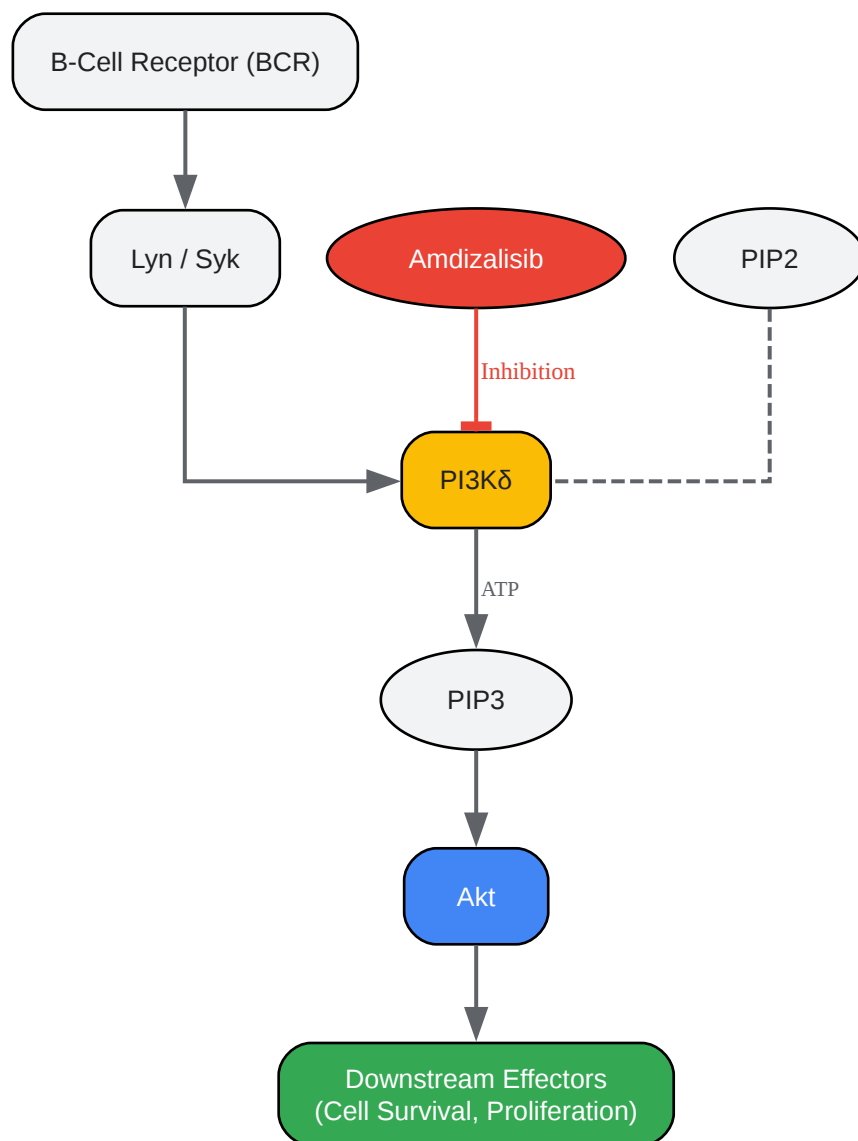 B-Cell Receptor (BCR)
Lyn / Syk
Amdizalisib
PIP2
Inhibition
PI3Kδ
ATP
PIP3
Akt
Downstream Effectors
(Cell Survival, Proliferation)